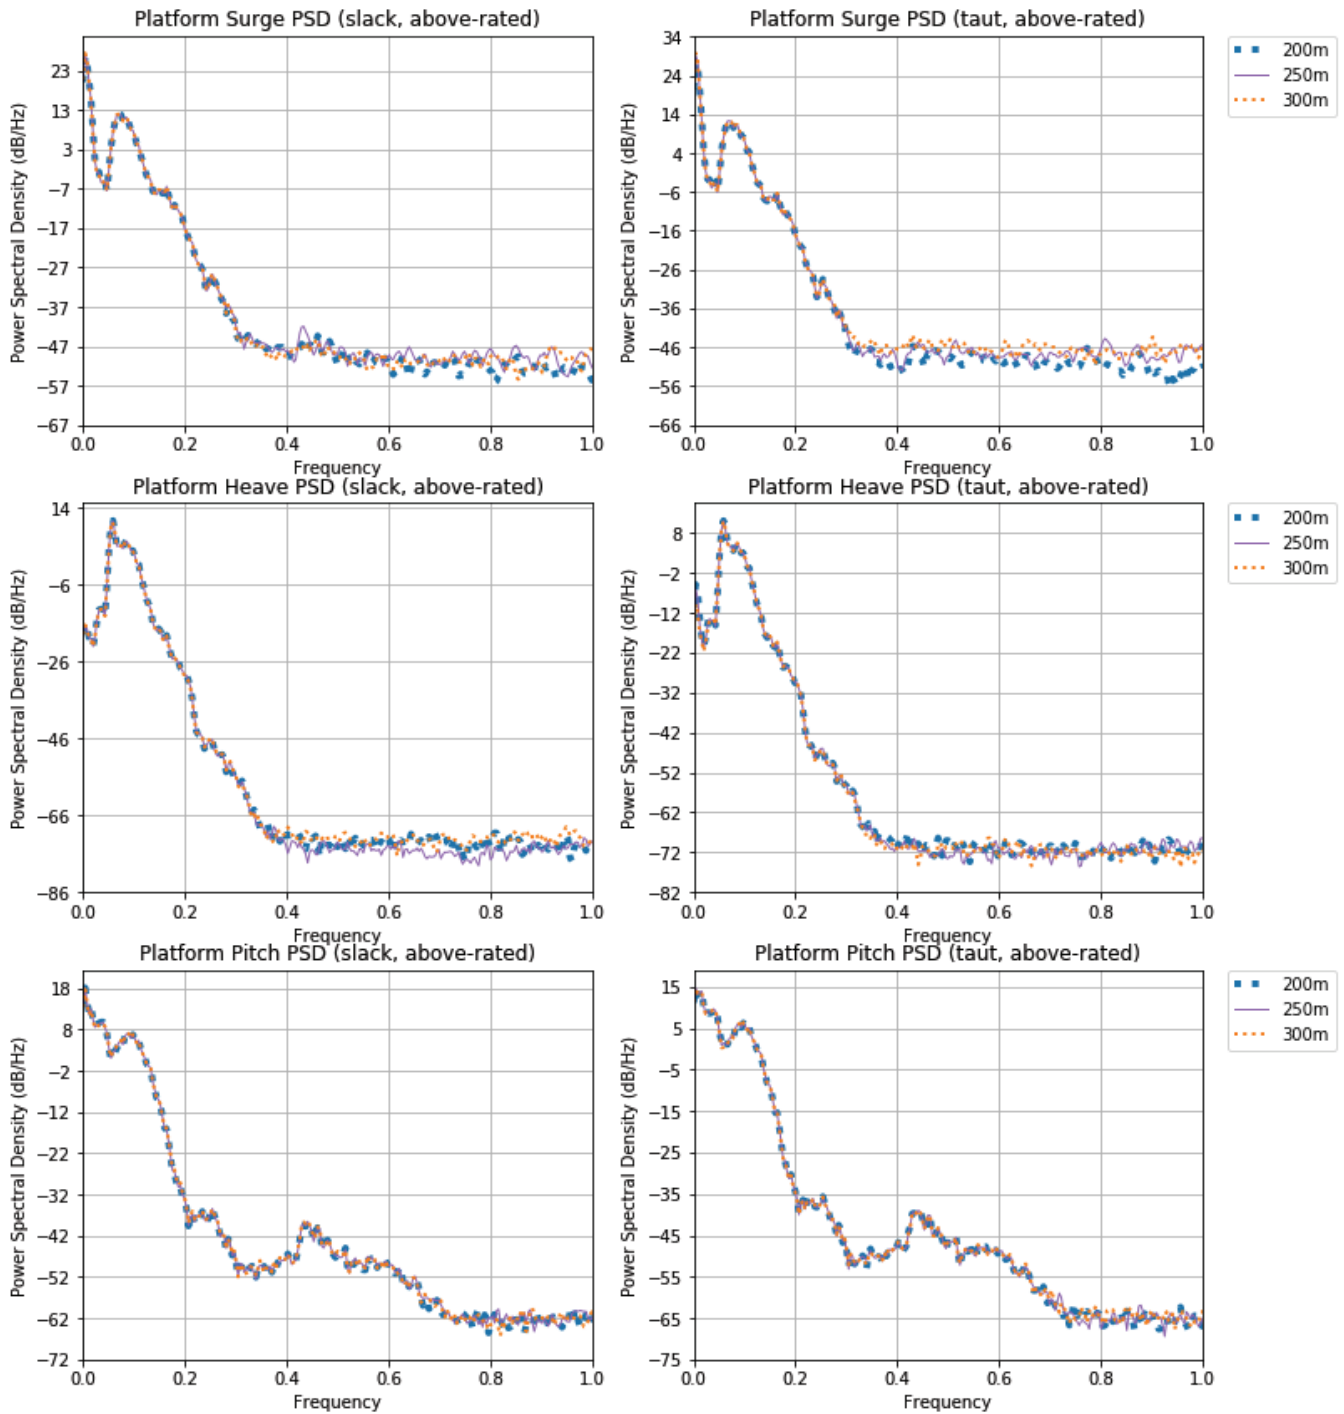 Platform Surge PSD (slack, above-rated)
Power Spectral Density (dB/Hz)
23
13
3
−7
−17
−27
−37
−47
−57
−67
0.0 0.2 0.4 0.6 0.8 1.0
Frequency
Platform Surge PSD (taut, above-rated)
Power Spectral Density (dB/Hz)
34
24
14
4
−6
−16
−26
−36
−46
−56
−66
0.0 0.2 0.4 0.6 0.8 1.0
Frequency
200m
250m
300m
Platform Heave PSD (slack, above-rated)
Power Spectral Density (dB/Hz)
14
−6
−26
−46
−66
−86
0.0 0.2 0.4 0.6 0.8 1.0
Frequency
Platform Heave PSD (taut, above-rated)
Power Spectral Density (dB/Hz)
8
−2
−12
−22
−32
−42
−52
−62
−72
−82
0.0 0.2 0.4 0.6 0.8 1.0
Frequency
200m
250m
300m
Platform Pitch PSD (slack, above-rated)
Power Spectral Density (dB/Hz)
18
8
−2
−12
−22
−32
−42
−52
−62
−72
0.0 0.2 0.4 0.6 0.8 1.0
Frequency
Platform Pitch PSD (taut, above-rated)
Power Spectral Density (dB/Hz)
15
5
−5
−15
−25
−35
−45
−55
−65
−75
0.0 0.2 0.4 0.6 0.8 1.0
Frequency
200m
250m
300m